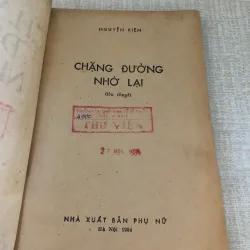 NGUYỄN KIÊN
CHẶNG ĐƯỜNG
NHỚ LẠI
(tiểu thuyết)
THƯ VIỆN
NHÀ XUẤT BẢN PHỤ NỮ
HÀ NỘI 1984